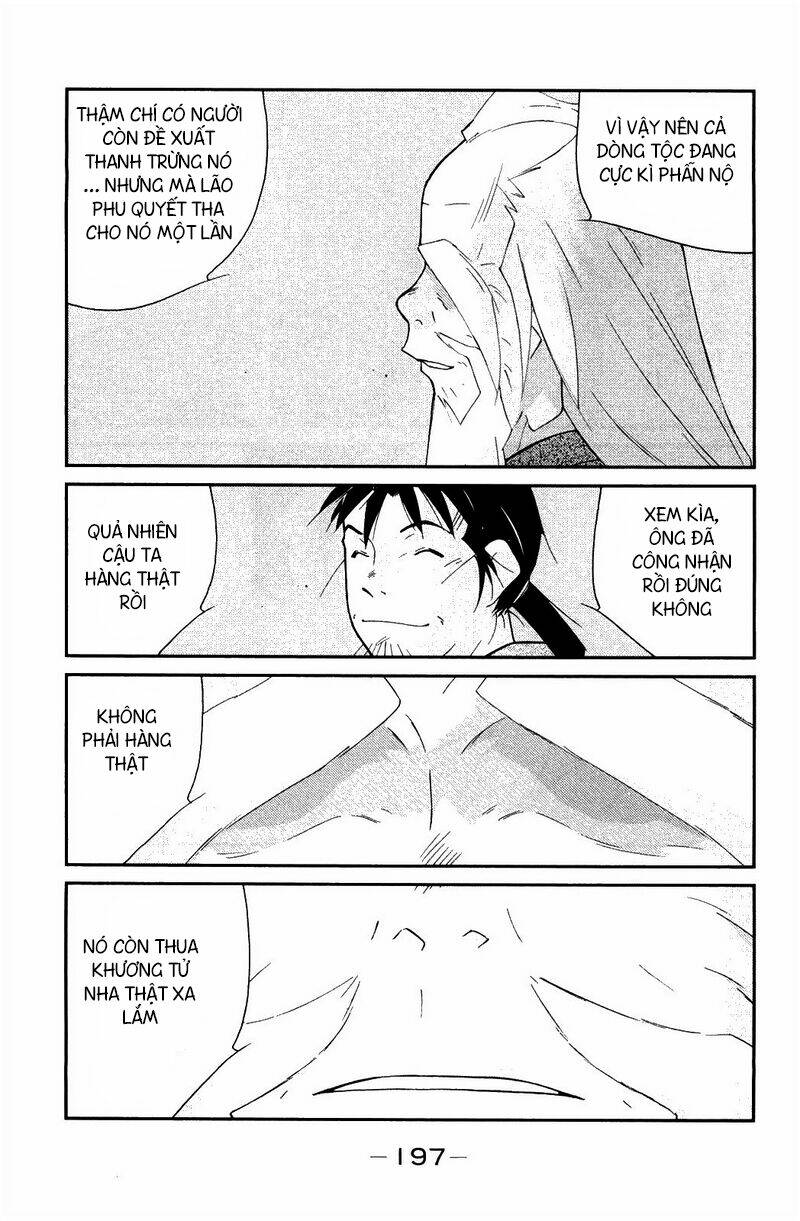 VÌ VẬY NÊN CẢ
DÒNG TỘC ĐANG
CỰC KÌ PHẪN NỘ
THẬM CHÍ CÓ NGƯỜI
CÒN ĐỀ XUẤT
THANH TRỪNG NÓ
... NHƯNG MÀ LÃO
PHU QUYẾT THA
CHO NÓ MỘT LẦN
XEM KÌA,
ÔNG ĐÃ
CÔNG NHẬN
RỒI ĐÚNG
KHÔNG
QUẢ NHIÊN
CẬU TA
HÀNG THẬT
RỒI
KHÔNG
PHẢI HÀNG
THẬT
NÓ CÒN THUA
KHƯƠNG TỬ
NHA THẬT XA
LẮM
— 197 —